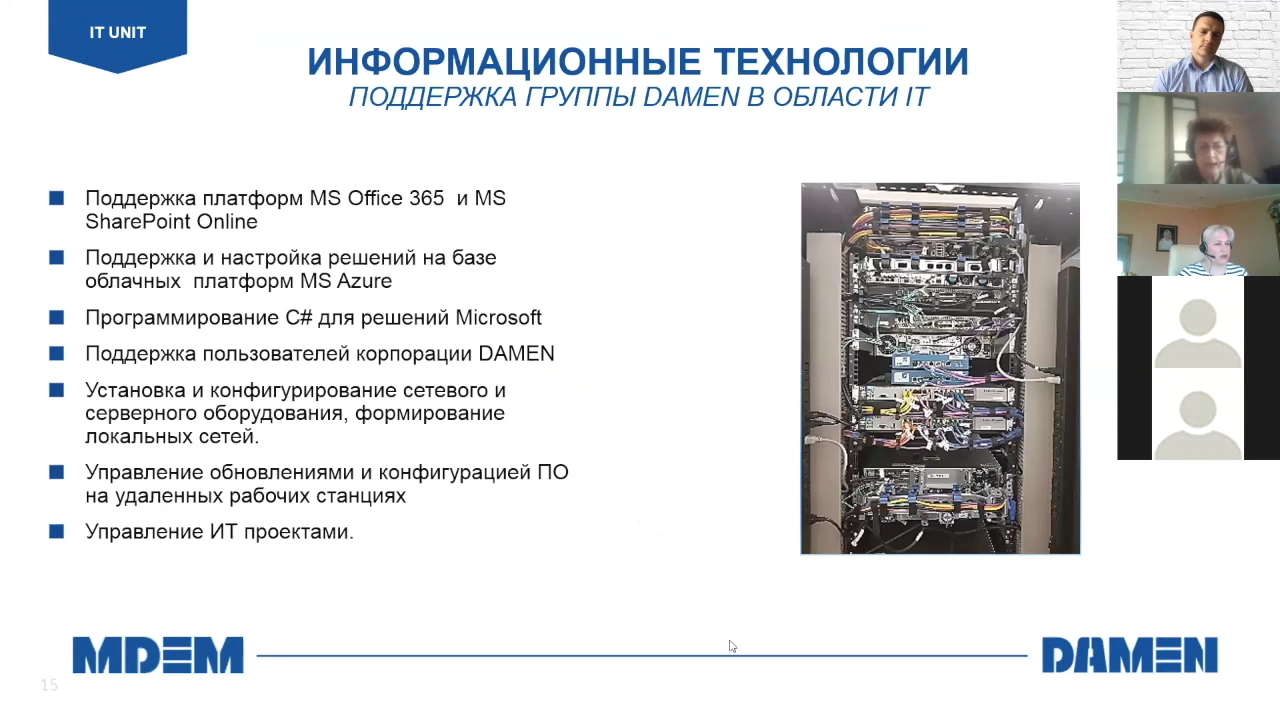 IT UNIT
ИНФОРМАЦИОННЫЕ ТЕХНОЛОГИИ
ПОДДЕРЖКА ГРУППЫ DAMEN В ОБЛАСТИ IT
Поддержка платформ MS Office 365 и MS
SharePoint Online
Поддержка и настройка решений на базе
облачных платформ MS Azure
Программирование C# для решений Microsoft
Поддержка пользователей корпорации DAMEN
Установка и конфигурирование сетевого и
серверного оборудования, формирование
локальных сетей.
Управление обновлениями и конфигурацией ПО
на удаленных рабочих станциях
Управление ИТ проектами.
MDEM
DAMEN
15